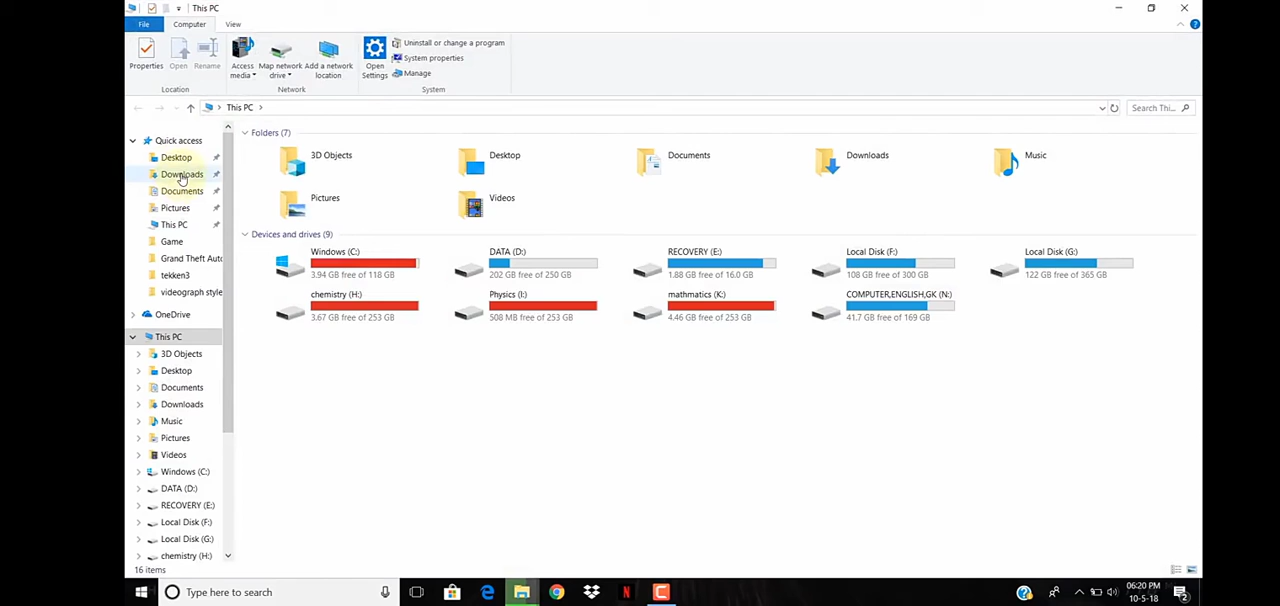 This PC
File Computer View
Properties Open Rename Access media Map network drive Add a network location Open Settings Uninstall or change a program
System properties
Manage
Location Network System
This PC Search Thi...
Quick access
Desktop
Downloads
Documents
Pictures
This PC
Game
Grand Theft Auto
tekken3
videograph style
OneDrive
This PC
3D Objects
Desktop
Documents
Downloads
Music
Pictures
Videos
Windows (C:)
DATA (D:)
RECOVERY (E:)
Local Disk (F:)
Local Disk (G:)
chemistry (H:)
Folders (7)
3D Objects Desktop Documents Downloads Music
Pictures Videos
Devices and drives (9)
Windows (C:) DATA (D:) RECOVERY (E:) Local Disk (F:) Local Disk (G:)
3.94 GB free of 118 GB 202 GB free of 250 GB 1.88 GB free of 16.0 GB 108 GB free of 300 GB 122 GB free of 365 GB
chemistry (H:) Physics (I:) mathmatics (K:) COMPUTER,ENGLISH,GK (N:)
3.67 GB free of 253 GB 508 MB free of 253 GB 4.46 GB free of 253 GB 41.7 GB free of 169 GB
16 items
Type here to search
06:20 PM
10-5-18
2